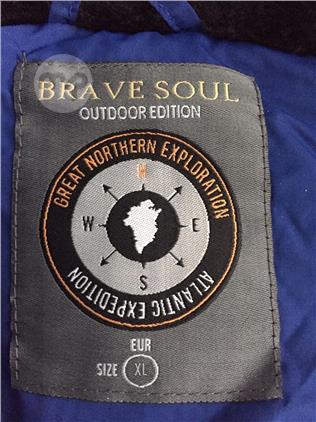 BRAVE SOUL
OUTDOOR EDITION
GREAT NORTHERN EXPLORATION
N
W E
S
ATLANTIC EXPEDITION
EUR
SIZE XL